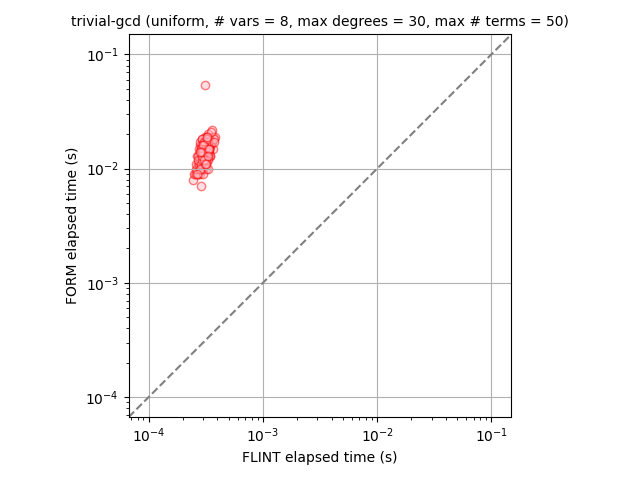 trivial-gcd (uniform, # vars = 8, max degrees = 30, max # terms = 50)
10⁻¹
10⁻²
10⁻³
10⁻⁴
FORM elapsed time (s)
10⁻⁴ 10⁻³ 10⁻² 10⁻¹
FLINT elapsed time (s)